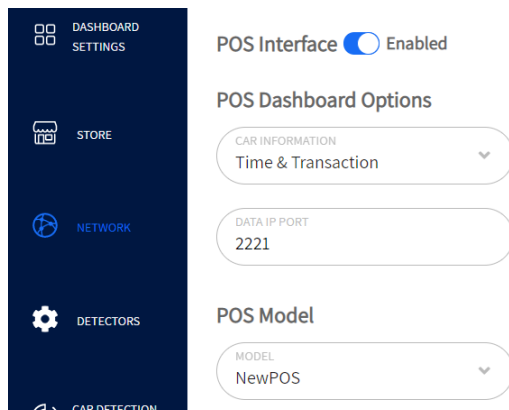 DASHBOARD
SETTINGS
STORE
NETWORK
DETECTORS
CAR DETECTION
POS Interface Enabled
POS Dashboard Options
CAR INFORMATION
Time & Transaction
DATA IP PORT
2221
POS Model
MODEL
NewPOS